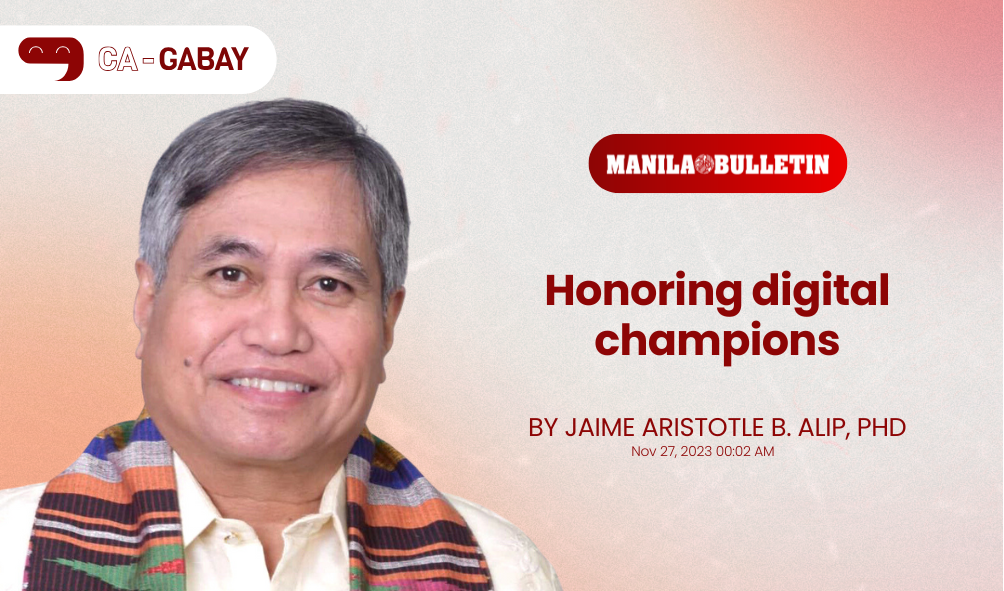 CA-GABAY
MANILA BULLETIN
Honoring digital
champions
BY JAIME ARISTOTLE B. ALIP, PHD
Nov 27, 2023 00:02 AM